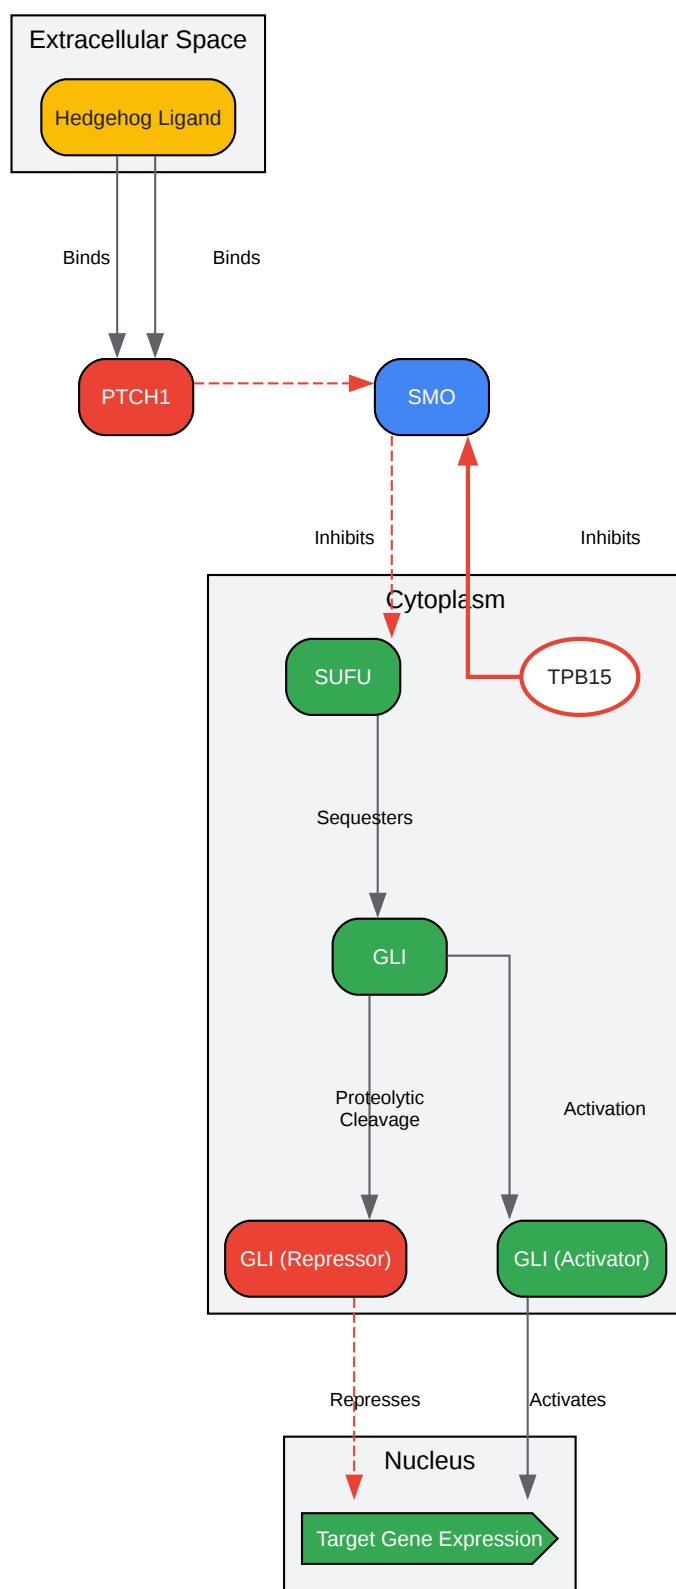 Extracellular Space
Hedgehog Ligand
Binds
Binds
PTCH1
SMO
Inhibits
Inhibits
Cytoplasm
SUFU
TPB15
Sequesters
GLI
Proteolytic
Cleavage
Activation
GLI (Repressor)
GLI (Activator)
Represses
Activates
Nucleus
Target Gene Expression